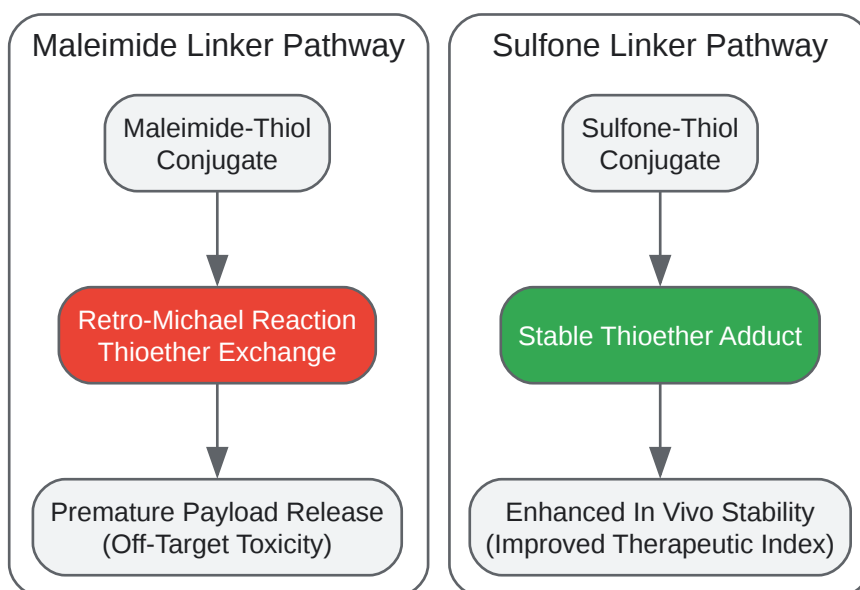 Maleimide Linker Pathway
Maleimide-Thiol
Conjugate
Retro-Michael Reaction
Thioether Exchange
Premature Payload Release
(Off-Target Toxicity)
Sulfone Linker Pathway
Sulfone-Thiol
Conjugate
Stable Thioether Adduct
Enhanced In Vivo Stability
(Improved Therapeutic Index)